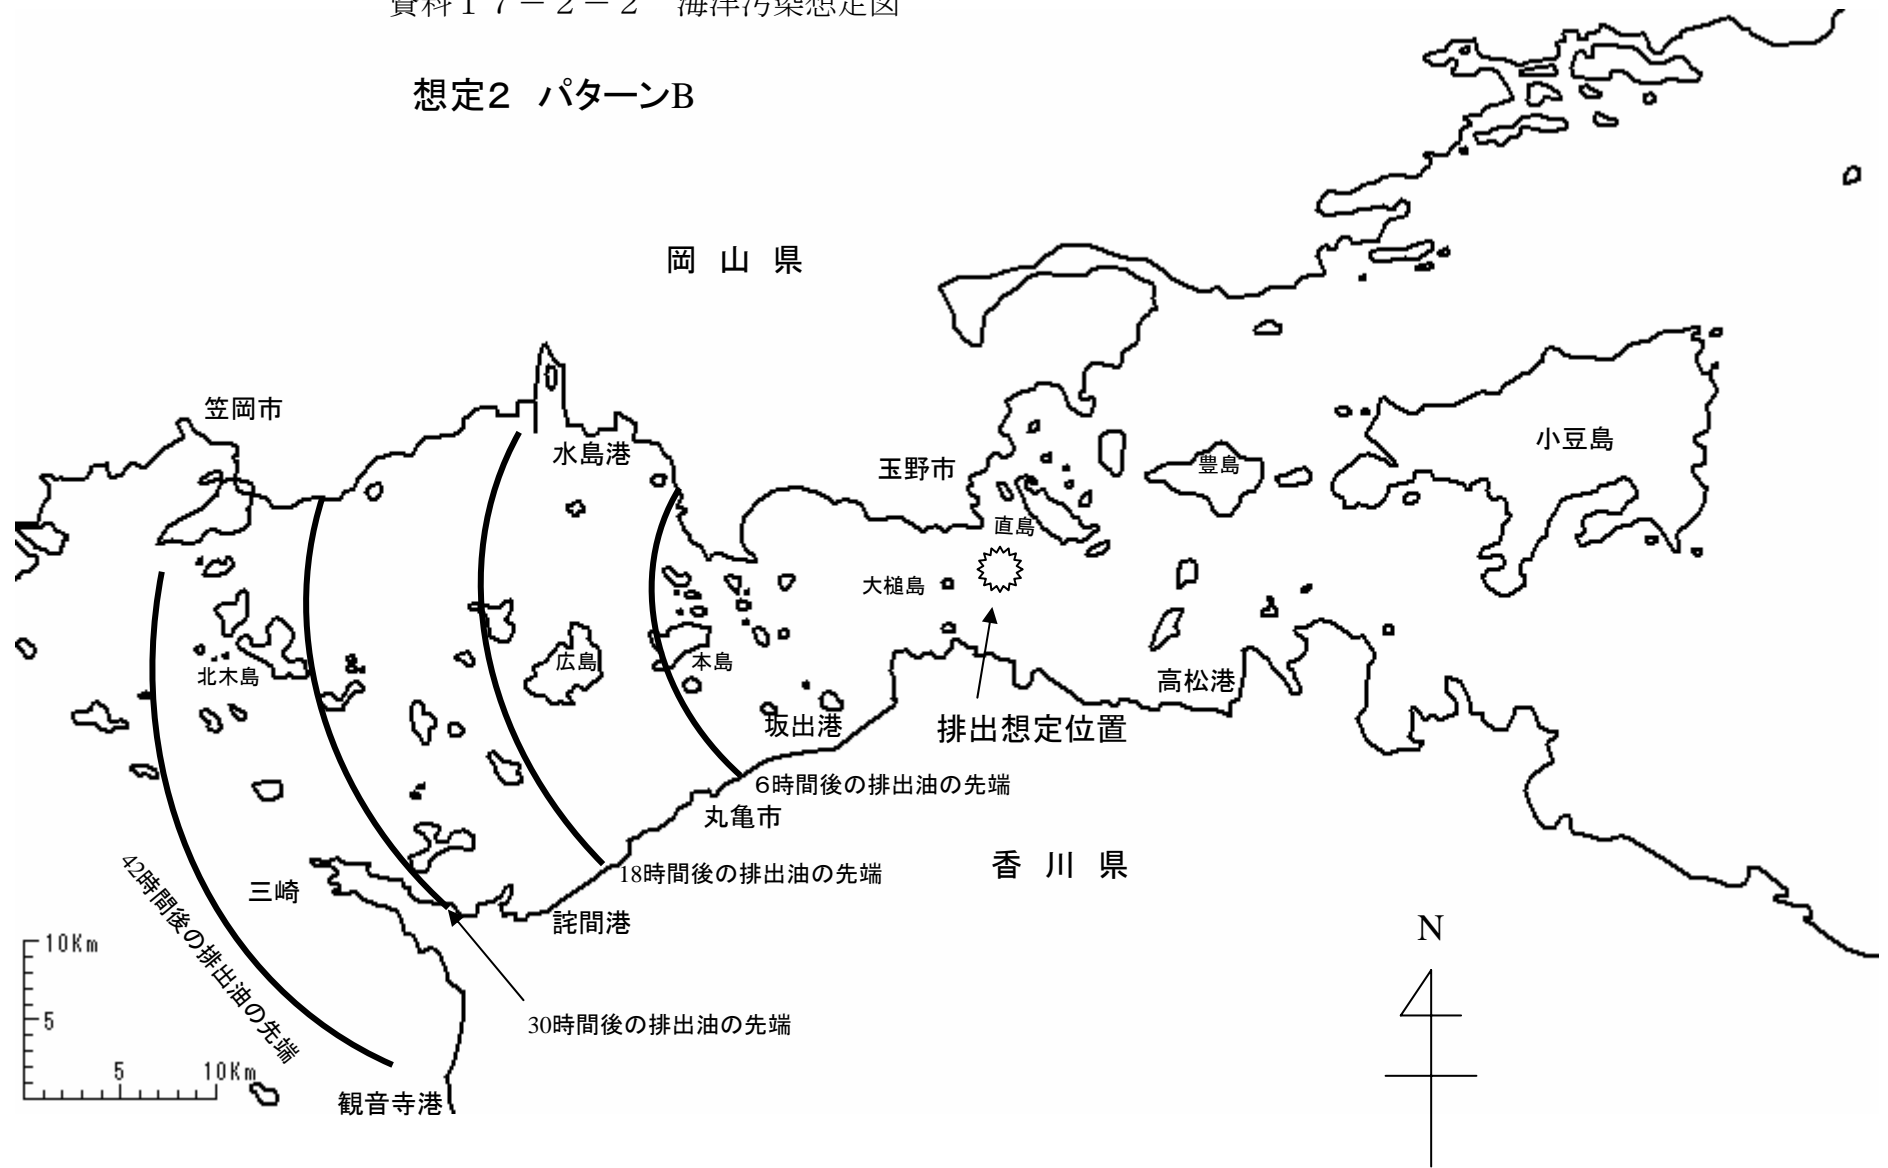 資料１７－２－２　海洋汚染想定図
想定２　パターンB
岡　山　県
笠岡市
水島港
玉野市
豊島
小豆島
直島
大槌島
北木島
広島
本島
高松港
坂出港
排出想定位置
６時間後の排出油の先端
丸亀市
香　川　県
18時間後の排出油の先端
42時間後の排出油の先端
三崎
詫間港
N
10Km
5
30時間後の排出油の先端
5
10Km
観音寺港